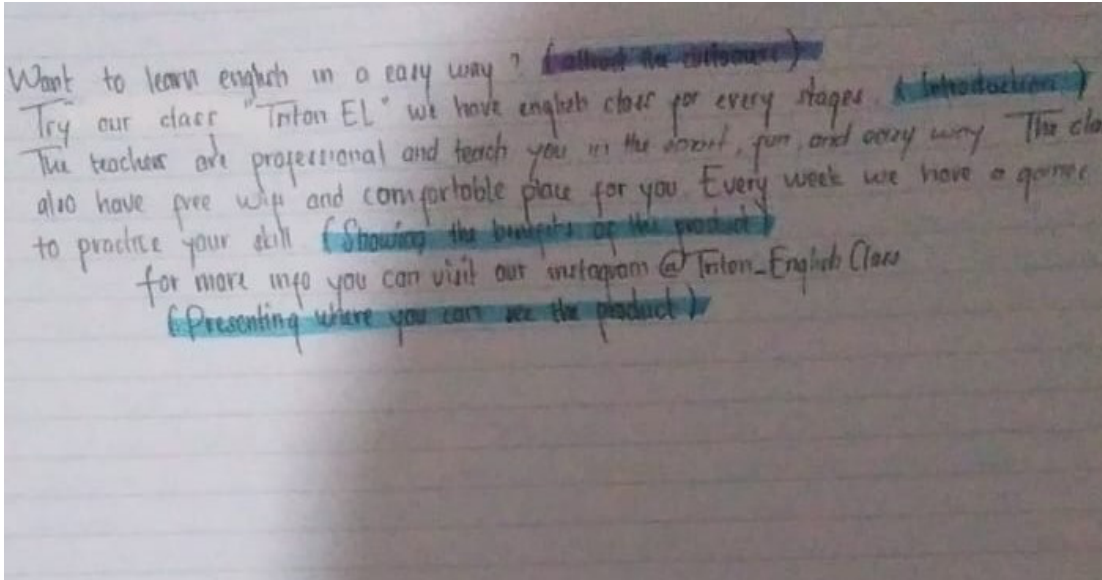 Want to learn english in a easy way ? (attract the customers)
Try our class "Triton EL" we have english class for every stages. (Introduction)
The teachers are professional and teach you in the smart, fun, and easy way. The cla
also have free wifi and comfortable place for you. Every week we have a games
to practice your skill (Showing the benefits of the product)
for more info you can visit our instagram @Triton_English Class
(Presenting where you can see the product)